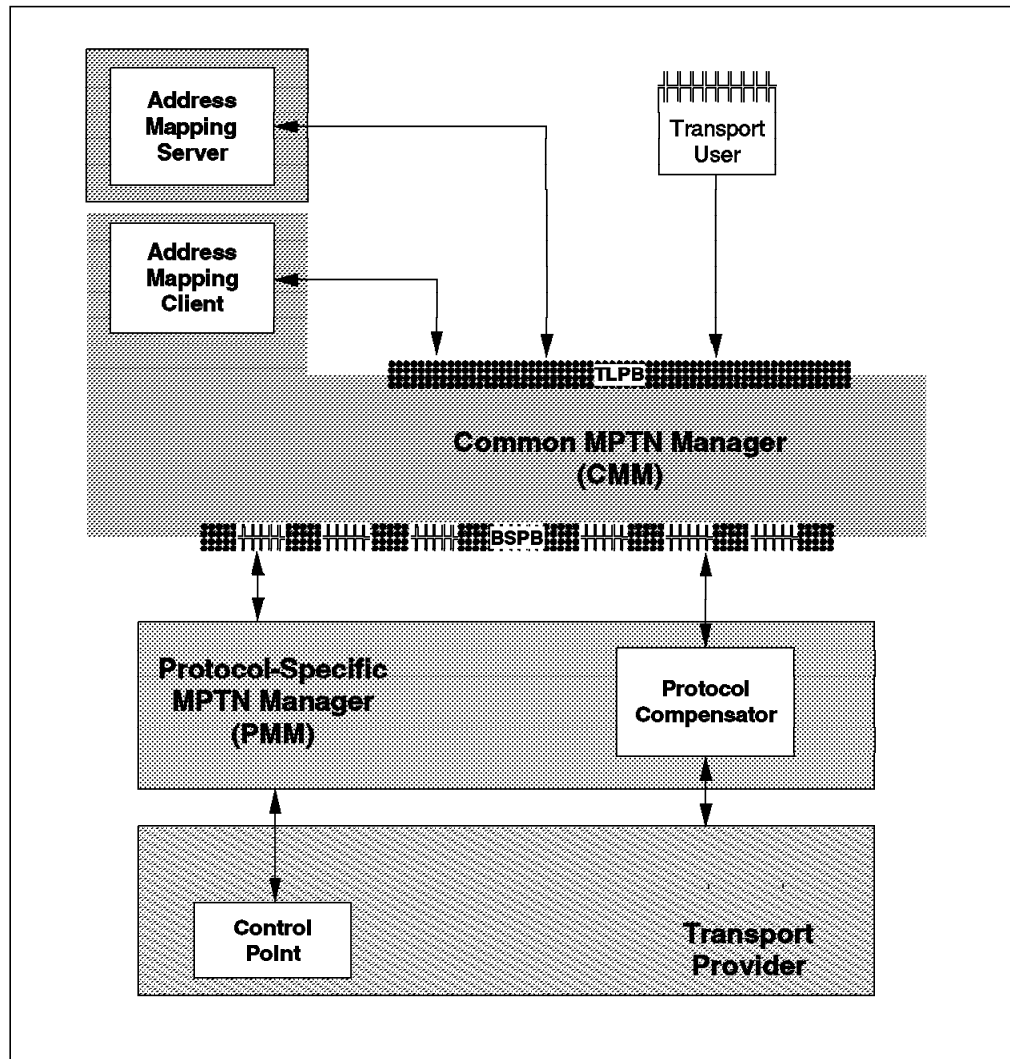 Address
Mapping
Server
Transport
User
Address
Mapping
Client
TLPB
Common MPTN Manager
(CMM)
BSPB
Protocol-Specific
MPTN Manager
(PMM)
Protocol
Compensator
Control
Point
Transport
Provider